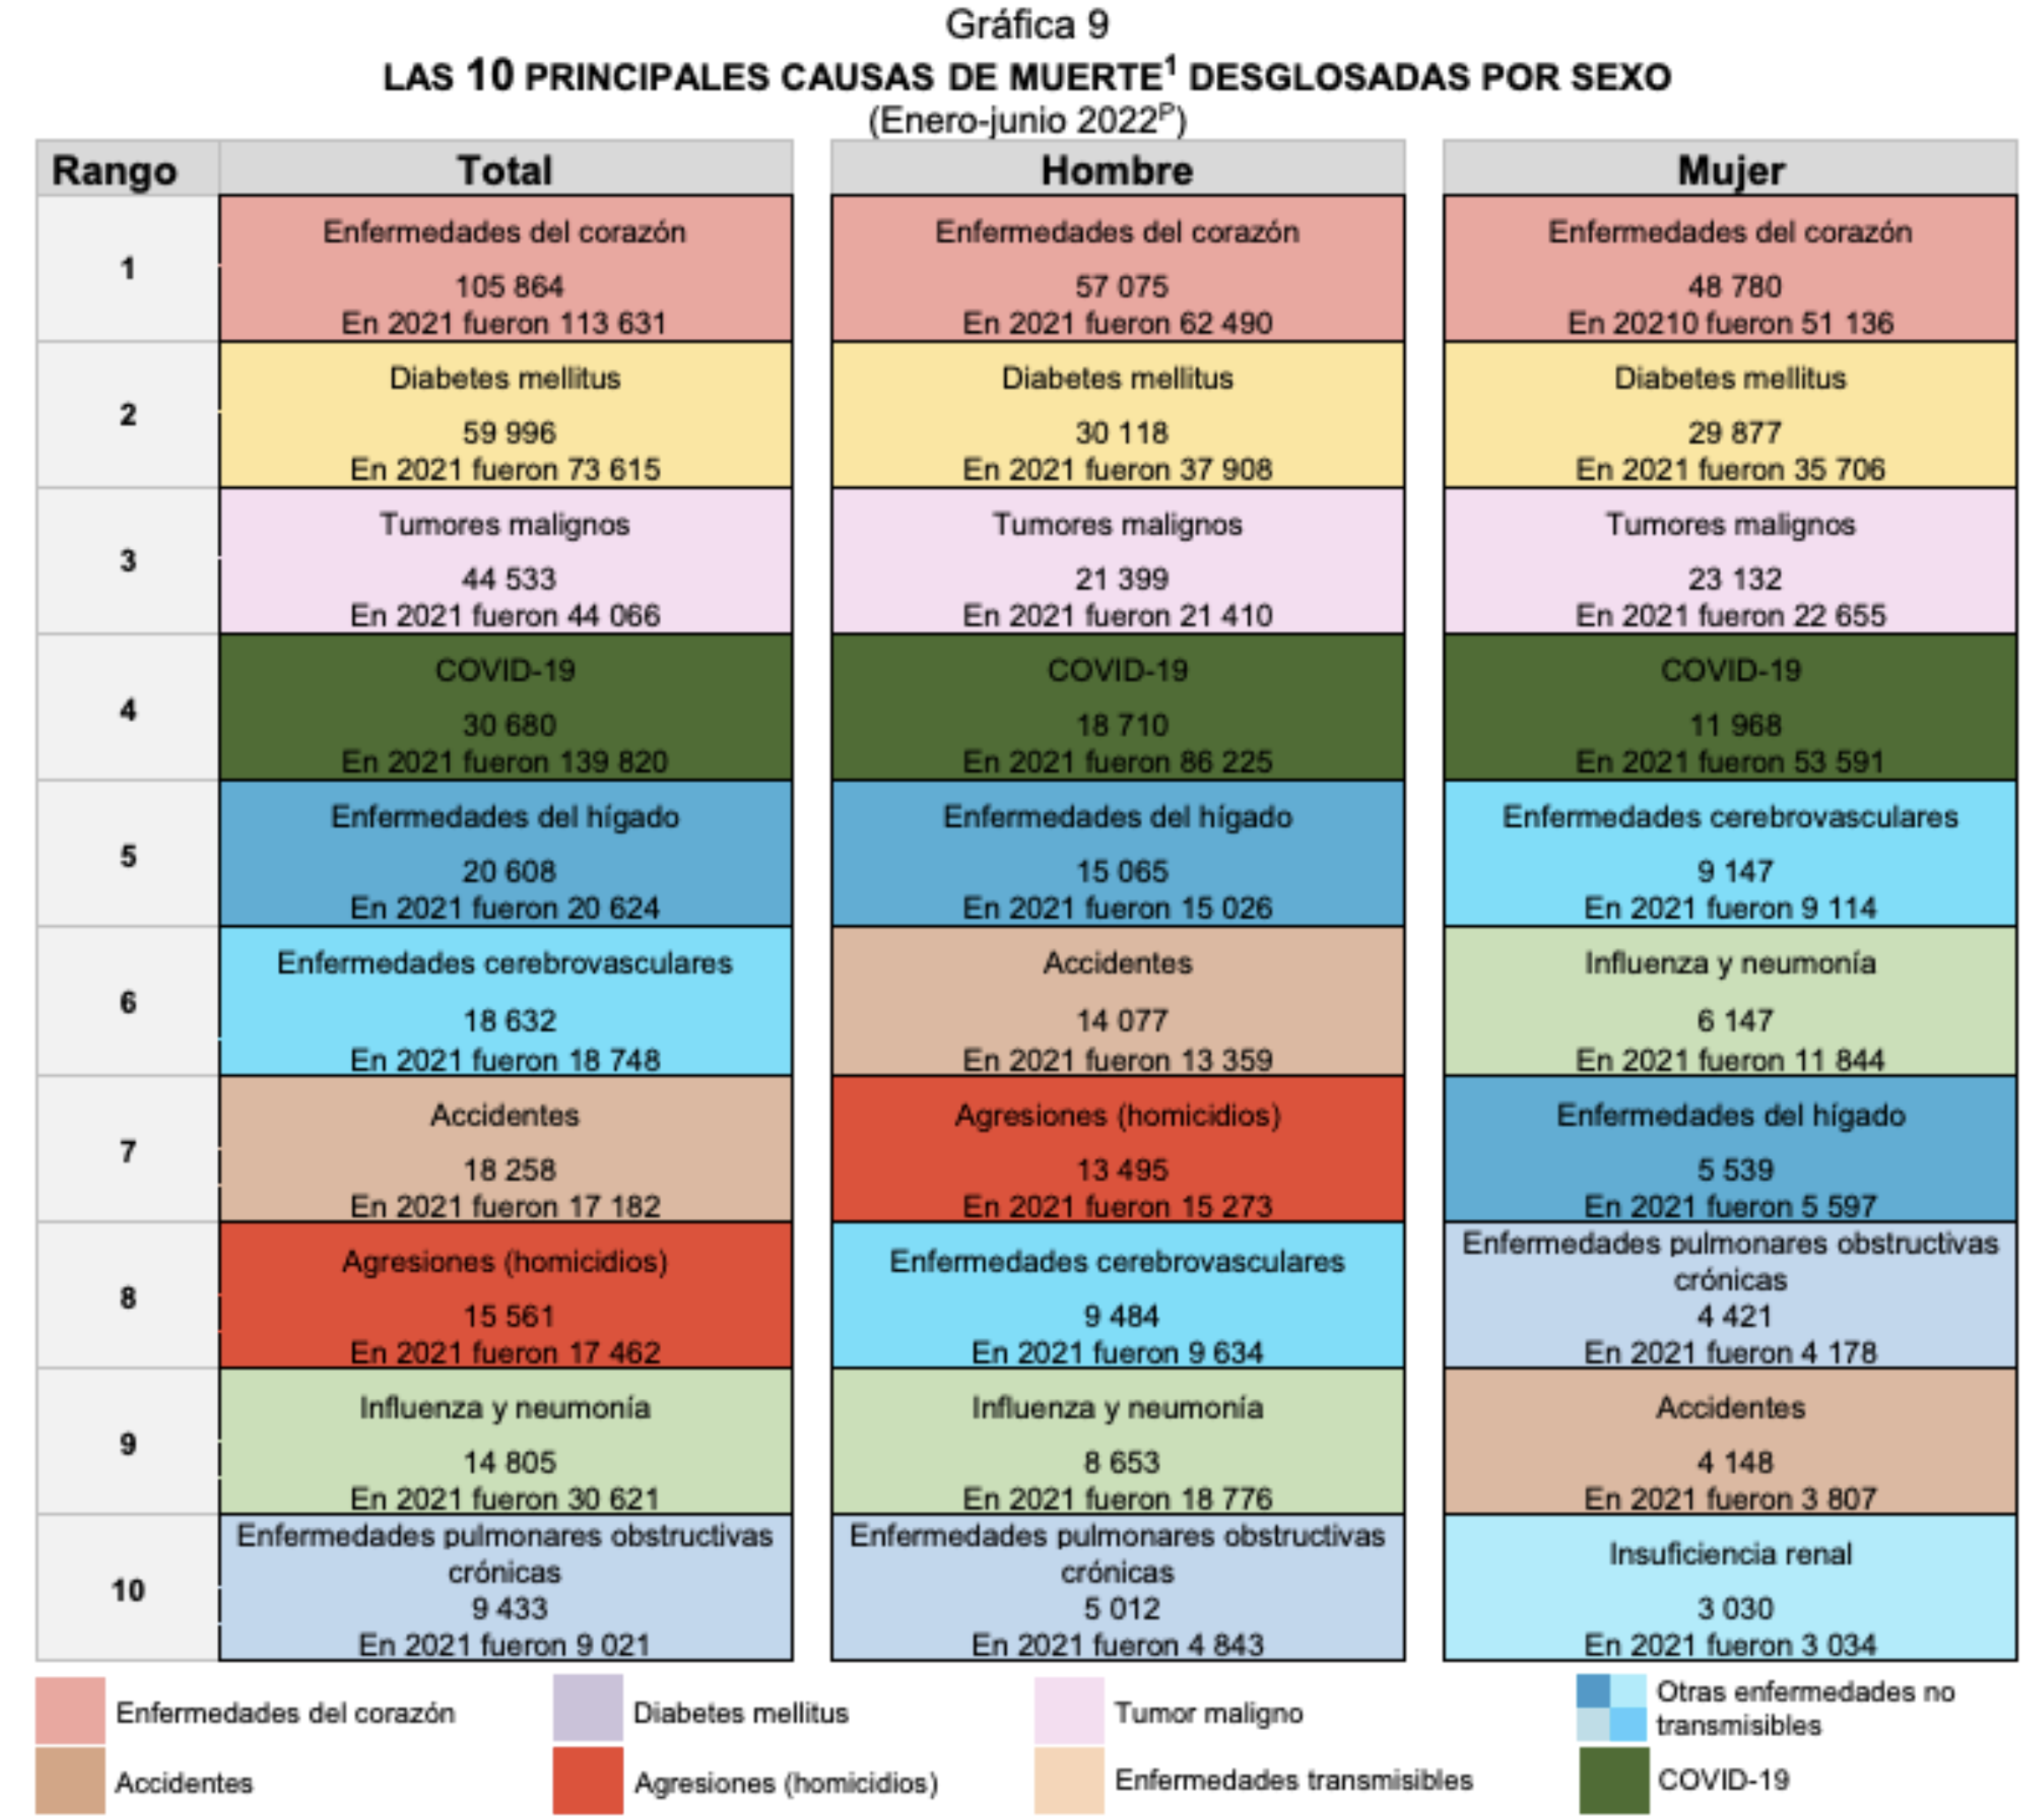 Gráfica 9
LAS 10 PRINCIPALES CAUSAS DE MUERTE¹ DESGLOSADAS POR SEXO
(Enero-junio 2022ᴾ)
Rango Total Hombre Mujer
1
Enfermedades del corazón
105 864
En 2021 fueron 113 631
Enfermedades del corazón
57 075
En 2021 fueron 62 490
Enfermedades del corazón
48 780
En 20210 fueron 51 136
2
Diabetes mellitus
59 996
En 2021 fueron 73 615
Diabetes mellitus
30 118
En 2021 fueron 37 908
Diabetes mellitus
29 877
En 2021 fueron 35 706
3
Tumores malignos
44 533
En 2021 fueron 44 066
Tumores malignos
21 399
En 2021 fueron 21 410
Tumores malignos
23 132
En 2021 fueron 22 655
4
COVID-19
30 680
En 2021 fueron 139 820
COVID-19
18 710
En 2021 fueron 86 225
COVID-19
11 968
En 2021 fueron 53 591
5
Enfermedades del hígado
20 608
En 2021 fueron 20 624
Enfermedades del hígado
15 065
En 2021 fueron 15 026
Enfermedades cerebrovasculares
9 147
En 2021 fueron 9 114
6
Enfermedades cerebrovasculares
18 632
En 2021 fueron 18 748
Accidentes
14 077
En 2021 fueron 13 359
Influenza y neumonía
6 147
En 2021 fueron 11 844
7
Accidentes
18 258
En 2021 fueron 17 182
Agresiones (homicidios)
13 495
En 2021 fueron 15 273
Enfermedades del hígado
5 539
En 2021 fueron 5 597
8
Agresiones (homicidios)
15 561
En 2021 fueron 17 462
Enfermedades cerebrovasculares
9 484
En 2021 fueron 9 634
Enfermedades pulmonares obstructivas
crónicas
4 421
En 2021 fueron 4 178
9
Influenza y neumonía
14 805
En 2021 fueron 30 621
Influenza y neumonía
8 653
En 2021 fueron 18 776
Accidentes
4 148
En 2021 fueron 3 807
10
Enfermedades pulmonares obstructivas
crónicas
9 433
En 2021 fueron 9 021
Enfermedades pulmonares obstructivas
crónicas
5 012
En 2021 fueron 4 843
Insuficiencia renal
3 030
En 2021 fueron 3 034
Enfermedades del corazón
Diabetes mellitus
Tumor maligno
Otras enfermedades no
transmisibles
Accidentes
Agresiones (homicidios)
Enfermedades transmisibles
COVID-19